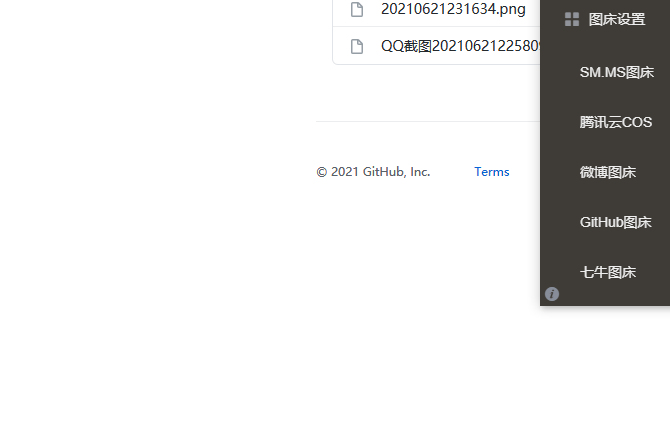 20210621231634.png
QQ截图2021062122580
© 2021 GitHub, Inc.
Terms
图床设置
SM.MS图床
腾讯云COS
微博图床
GitHub图床
七牛图床